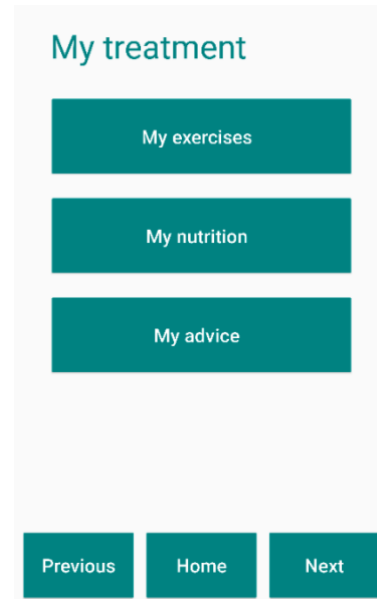 My treatment
My exercises
My nutrition
My advice
Previous Home Next